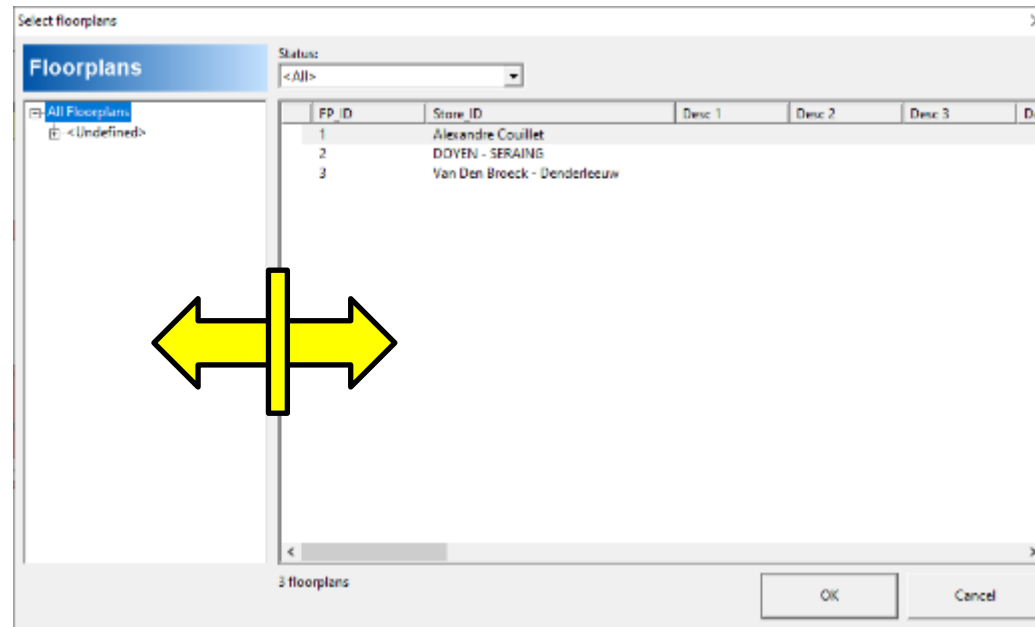 Select floorplans
Floorplans
Status:
<All>
All Floorplans
<Undefined>
FP_ID Store_ID Desc 1 Desc 2 Desc 3
1 Alexandre Couillet
2 DOYEN - SERAING
3 Van Den Broeck - Denderleeuw
3 floorplans
OK Cancel